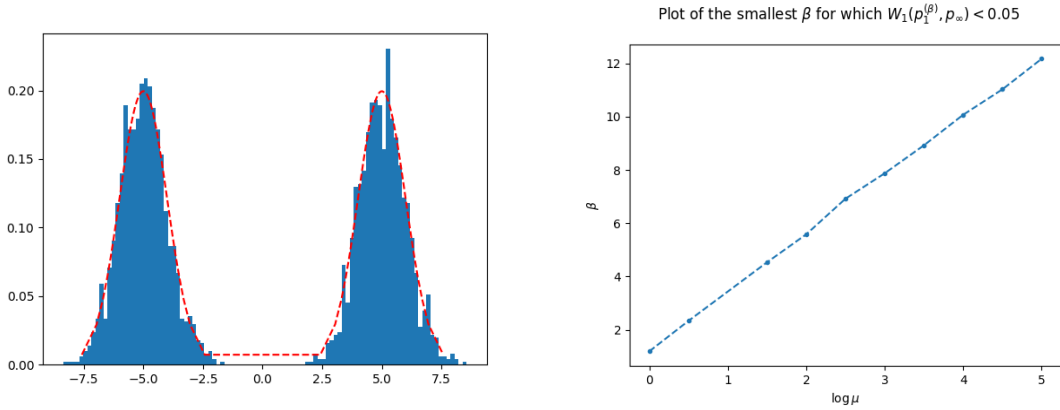 Plot of the smallest β for which W₁(p₁^(β), p_∞) < 0.05
0.20
0.15
0.10
0.05
0.00
−7.5 −5.0 −2.5 0.0 2.5 5.0 7.5
12
10
8
6
4
2
β
0 1 2 3 4 5
log μ